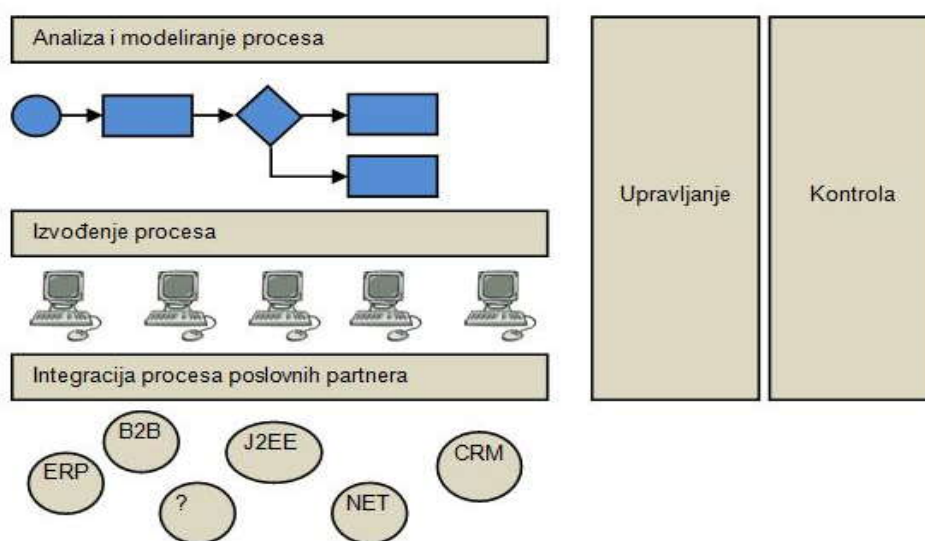 Analiza i modeliranje procesa
Upravljanje
Kontrola
Izvođenje procesa
Integracija procesa poslovnih partnera
B2B
J2EE
CRM
ERP
?
NET